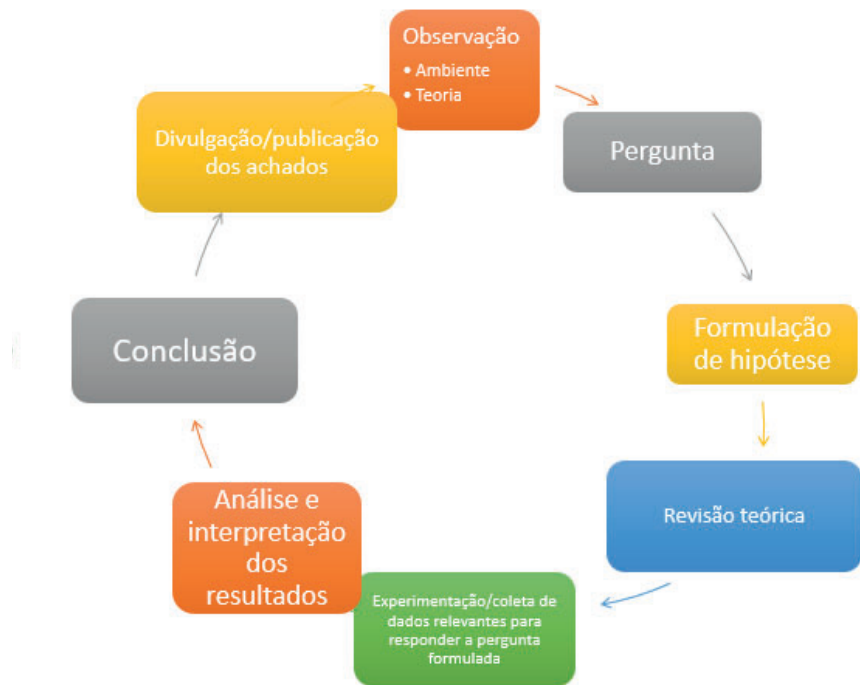 Observação
• Ambiente
• Teoria
Pergunta
Formulação
de hipótese
Revisão teórica
Experimentação/coleta de
dados relevantes para
responder a pergunta
formulada
Análise e
interpretação
dos
resultados
Conclusão
Divulgação/publicação
dos achados